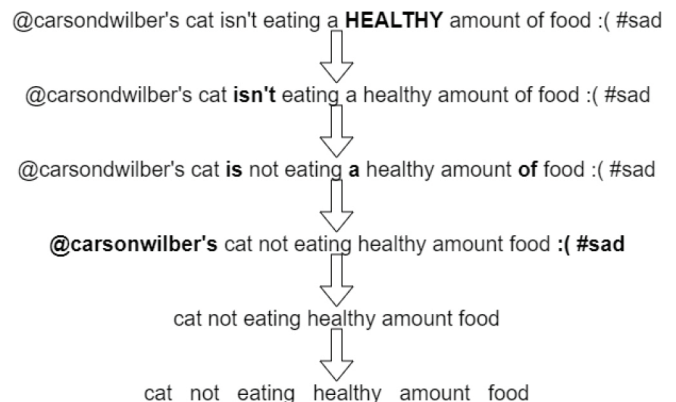 @carsondwilber's cat isn't eating a HEALTHY amount of food :( #sad
@carsondwilber's cat isn't eating a healthy amount of food :( #sad
@carsondwilber's cat is not eating a healthy amount of food :( #sad
@carsonwilber's cat not eating healthy amount food :( #sad
cat not eating healthy amount food
cat not eating healthy amount food